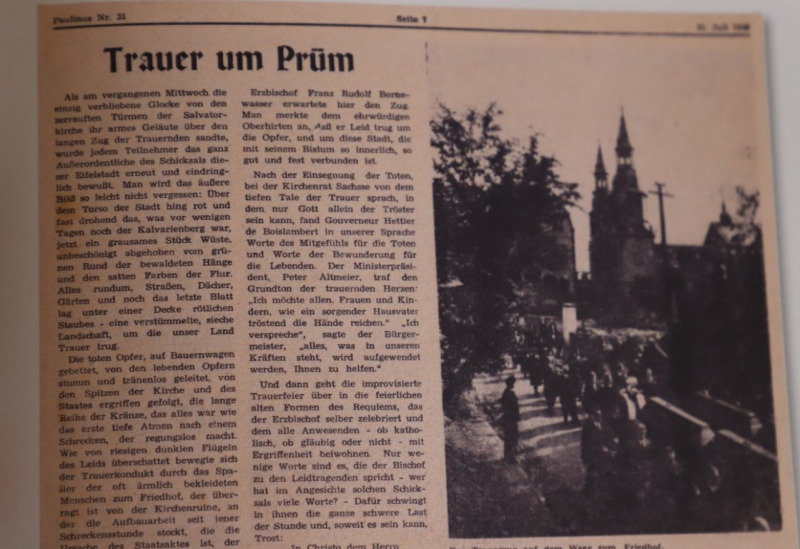 Paulinus Nr. 31
Seite 7
31. Juli
Trauer um Prüm
Als am vergangenen Mittwoch die
einzig verbliebene Glocke von den
zerrauften Türmen der Salvator-
kirche ihr armes Geläute über den
langen Zug der Trauernden sandte,
wurde jedem Teilnehmer das ganz
Außerordentliche des Schicksals die-
ser Eifelstadt erneut und eindring-
lich bewußt. Man wird das äußere
Bild so leicht nicht vergessen: Über
dem Torso der Stadt hing rot und
fast drohend das, was vor wenigen
Tagen noch der Kalvarienberg war,
jetzt ein grausames Stück Wüste,
unbeschönigt abgehoben vom grü-
nen Rund der bewaldeten Hänge
und den satten Farben der Flur.
Alles rundum, Straßen, Dächer,
Gärten und noch das letzte Blatt
lag unter einer Decke rötlichen
Staubes - eine verstümmelte, sieche
Landschaft, um die unser Land
Trauer trug.
Die toten Opfer, auf Bauernwagen
gebettet, von den lebenden Opfern
stumm und tränenlos geleitet, von
den Spitzen der Kirche und des
Staates ergriffen gefolgt, die lange
Reihe der Kränze, das alles war wie
das erste tiefe Atmen nach einem
Schrecken, der regungslos macht.
Wie von riesigen dunklen Flügeln
des Leids überschattet bewegte sich
der Trauerkondukt durch das Spa-
lier der oft ärmlich bekleideten
Menschen zum Friedhof, der über-
ragt ist von der Kirchenruine, an
der die Aufbauarbeit seit jener
Schreckensstunde stockt, die die
Ursache des Staatsaktes ist, der
Erzbischof Franz Rudolf Borne-
wasser erwartete hier den Zug.
Man merkte dem ehrwürdigen
Oberhirten an, daß er Leid trug um
die Opfer, und um diese Stadt, die
mit seinem Bistum so innerlich, so
gut und fest verbunden ist.
Nach der Einsegnung der Toten,
bei der Kirchenrat Sachsse von dem
tiefen Tale der Trauer sprach, in
dem nur Gott allein der Tröster
sein kann, fand Gouverneur Hettier
de Boislambert in unserer Sprache
Worte des Mitgefühls für die Toten
und Worte der Bewunderung für
die Lebenden. Der Ministerpräsi-
dent, Peter Altmeier, traf den
Grundton der trauernden Herzen:
„Ich möchte allen, Frauen und Kin-
dern, wie ein sorgender Hausvater
tröstend die Hände reichen.“ „Ich
verspreche“, sagte der Bürger-
meister, „alles, was in unseren
Kräften steht, wird aufgewendet
werden, Ihnen zu helfen.“
Und dann geht die improvisierte
Trauerfeier über in die feierlichen
alten Formen des Requiems, das
der Erzbischof selber zelebriert und
dem alle Anwesenden - ob katho-
lisch, ob gläubig oder nicht - mit
Ergriffenheit beiwohnen. Nur we-
nige Worte sind es, die der Bischof
zu den Leidtragenden spricht - wer
hat im Angesichte solchen Schick-
sals viele Worte? - Dafür schwingt
in ihnen die ganze schwere Last
der Stunde und, soweit es sein kann,
Trost:
In Christo dem Herrn
auf dem Wege zum Friedhof.